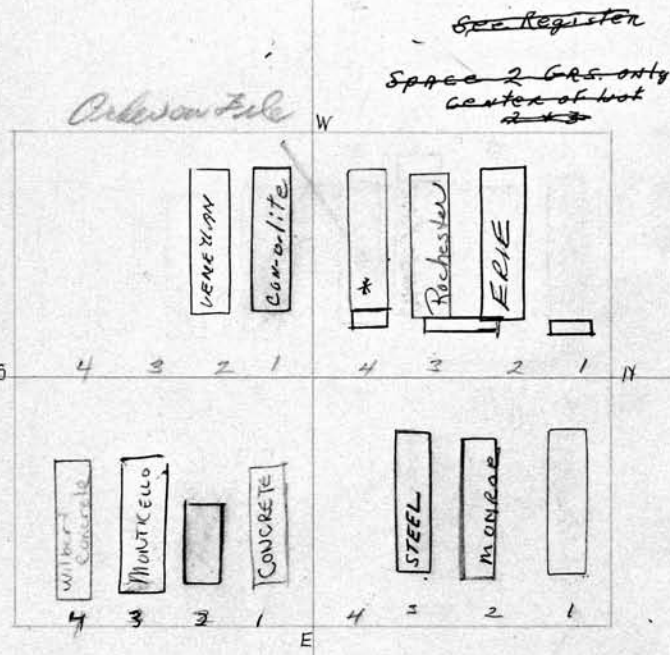 See Register
Space 2 GRS. only
center of Lot
2 + 3
File
W
VENEZIAN
Con-o-lite
*
Rochester
ERIE
4 3 2 1 4 3 2 1
N
Wilbert
Concrete
MONTICELLO
CONCRETE
STEEL
MONROE
4 3 2 1 4 3 2 1
E